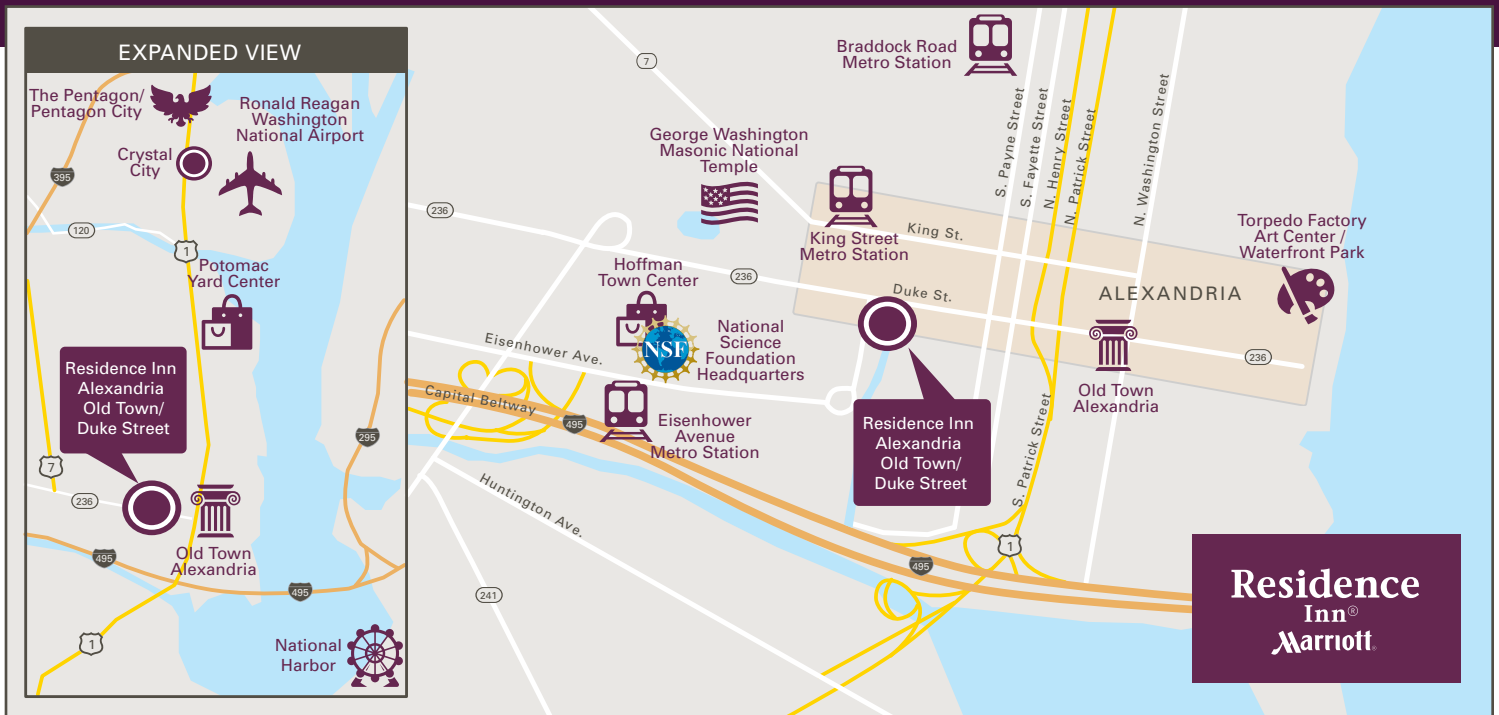 EXPANDED VIEW
The Pentagon/
Pentagon City
Ronald Reagan
Washington
National Airport
Crystal
City
395
120
1
Potomac
Yard Center
Residence Inn
Alexandria
Old Town/
Duke Street
295
7
236
Old Town
Alexandria
495
495
1
National
Harbor
7
Braddock Road
Metro Station
George Washington
Masonic National
Temple
S. Payne Street
S. Fayette Street
N. Henry Street
N. Patrick Street
N. Washington Street
236
King Street
Metro Station
King St.
Torpedo Factory
Art Center /
Waterfront Park
Hoffman
Town Center
236
Duke St.
ALEXANDRIA
NSF
National
Science
Foundation
Headquarters
Eisenhower Ave.
236
Capital Beltway
495
Eisenhower
Avenue
Metro Station
Old Town
Alexandria
Residence Inn
Alexandria
Old Town/
Duke Street
S. Patrick Street
Huntington Ave.
1
495
241
Residence
Inn®
Marriott®